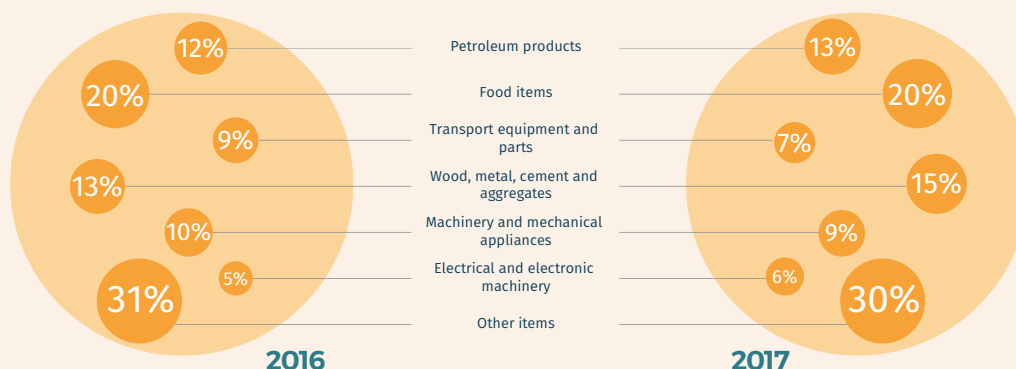 12% Petroleum products 13%
20% Food items 20%
9% Transport equipment and
parts 7%
13% Wood, metal, cement and
aggregates 15%
10% Machinery and mechanical
appliances 9%
5% Electrical and electronic
machinery 6%
31% Other items 30%
2016 2017